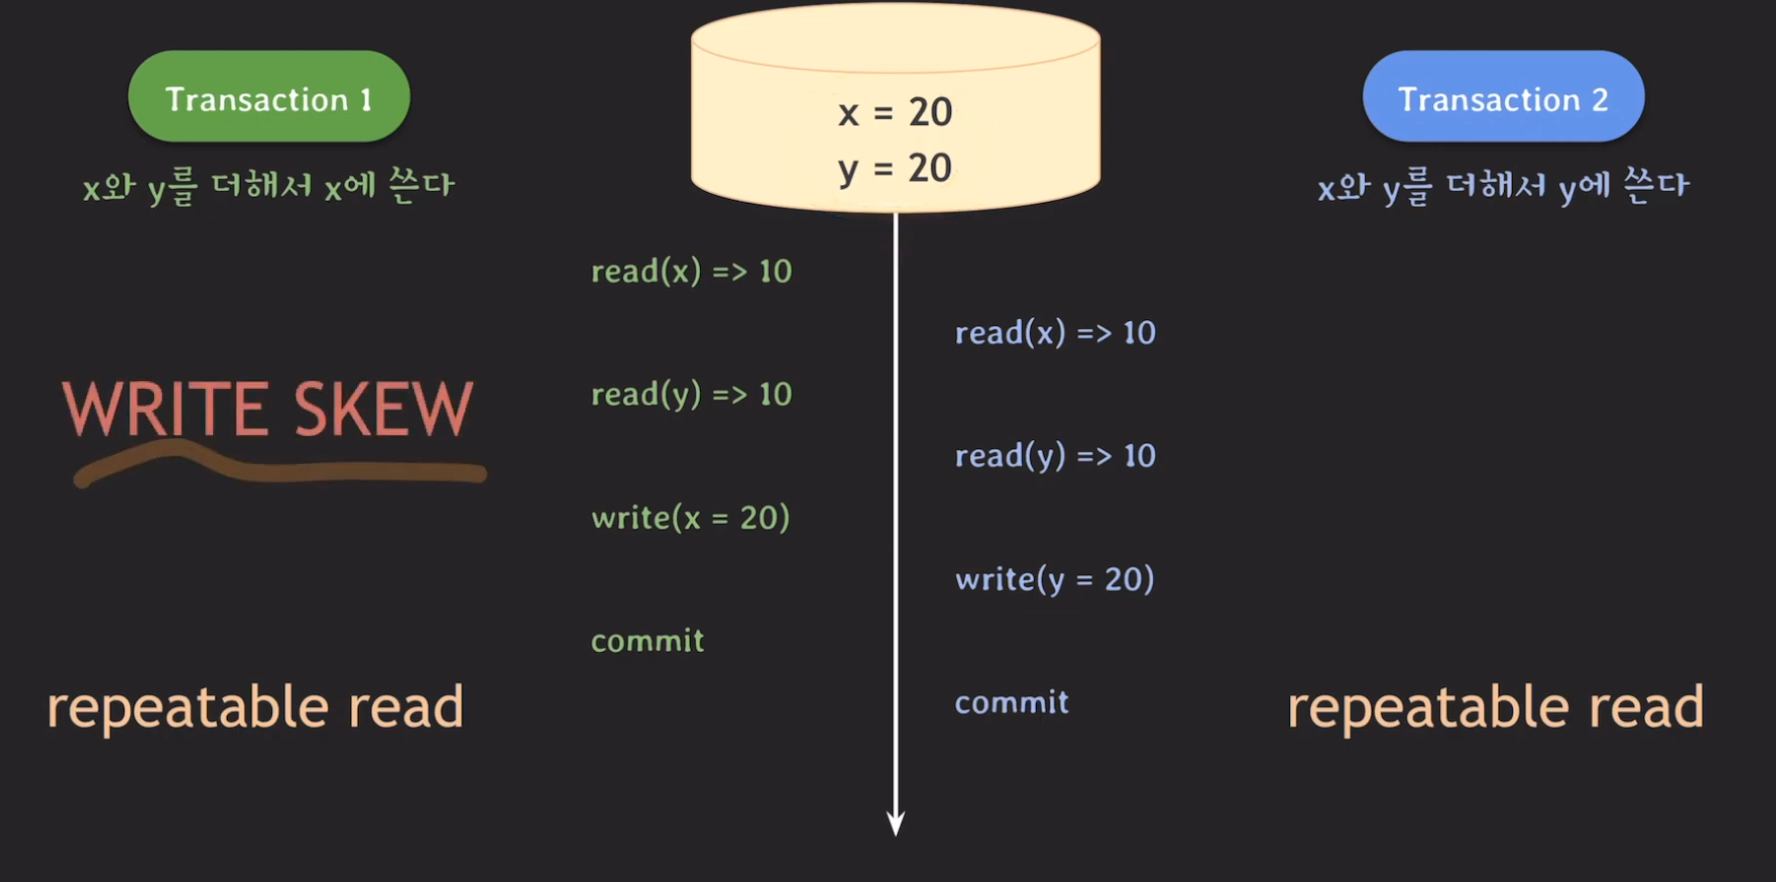 Transaction 1
x와 y를 더해서 x에 쓴다
x = 20
y = 20
Transaction 2
x와 y를 더해서 y에 쓴다
read(x) => 10
read(x) => 10
WRITE SKEW
read(y) => 10
read(y) => 10
write(x = 20)
write(y = 20)
commit
commit
repeatable read
repeatable read